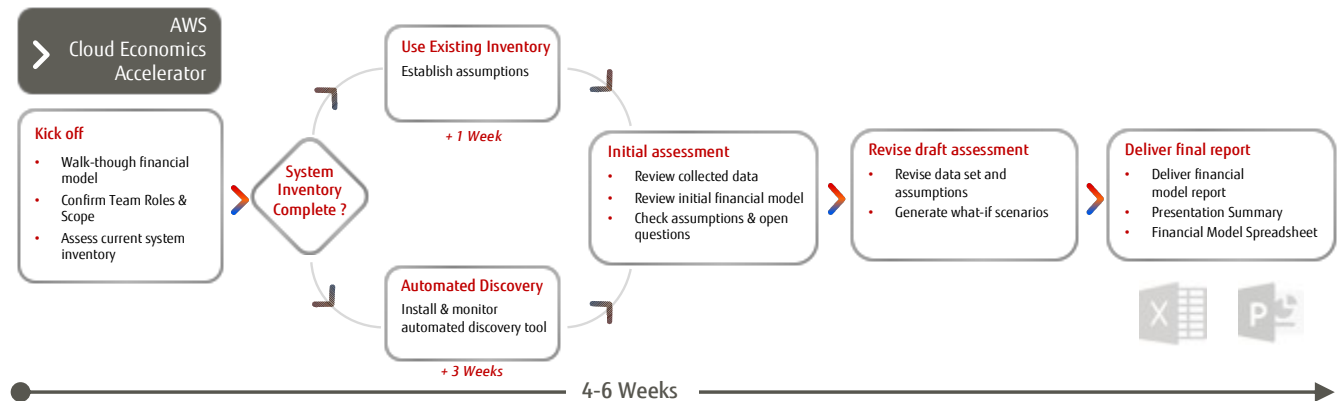 AWS
Cloud Economics
Accelerator
Kick off
• Walk-though financial
model
• Confirm Team Roles &
Scope
• Assess current system
inventory
System
Inventory
Complete ?
Use Existing Inventory
Establish assumptions
+ 1 Week
Automated Discovery
Install & monitor
automated discovery tool
+ 3 Weeks
Initial assessment
• Review collected data
• Review initial financial model
• Check assumptions & open
questions
Revise draft assessment
• Revise data set and
assumptions
• Generate what-if scenarios
Deliver final report
• Deliver financial
model report
• Presentation Summary
• Financial Model Spreadsheet
X
P
4-6 Weeks